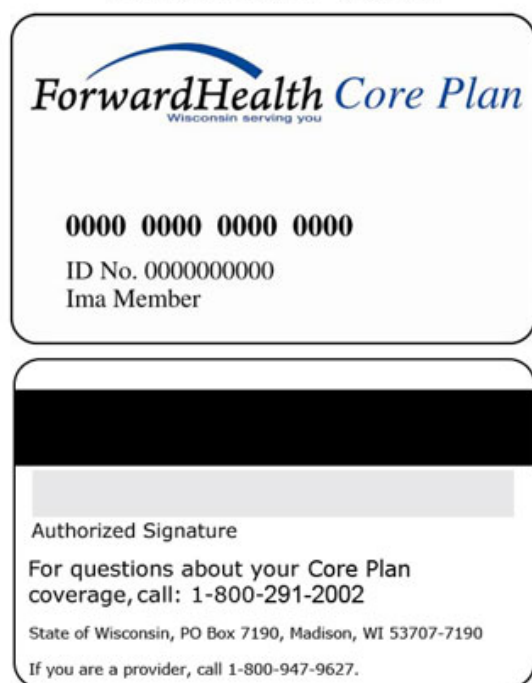 ForwardHealth Core Plan
Wisconsin serving you
0000 0000 0000 0000
ID No. 0000000000
Ima Member
Authorized Signature
For questions about your Core Plan
coverage, call: 1-800-291-2002
State of Wisconsin, PO Box 7190, Madison, WI 53707-7190
If you are a provider, call 1-800-947-9627.